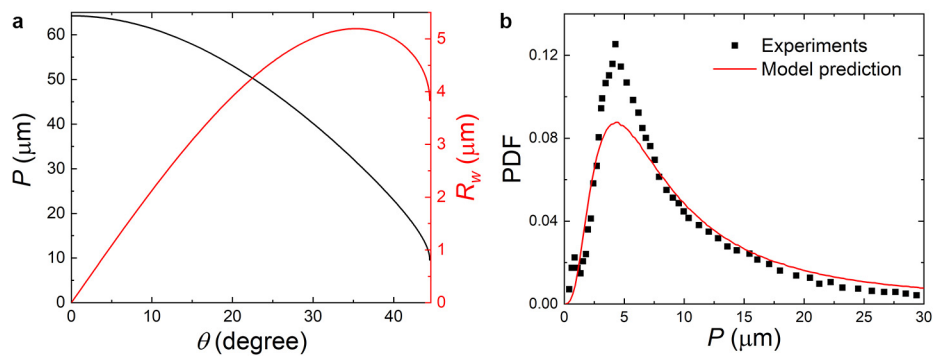 a
P (μm)
60
50
40
30
20
10
0
0 10 20 30 40
θ (degree)
5
4
3
2
1
0
R_w (μm)
b
PDF
0.12
0.08
0.04
0.00
0 5 10 15 20 25 30
P (μm)
Experiments
Model prediction